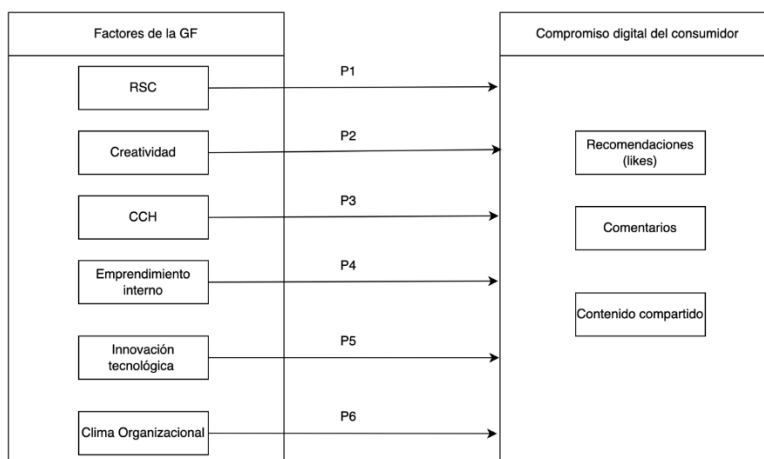 Factores de la GF
Compromiso digital del consumidor
RSC
P1
Creatividad
P2
Recomendaciones
(likes)
CCH
P3
Comentarios
Emprendimiento
interno
P4
Contenido compartido
Innovación
tecnológica
P5
Clima Organizacional
P6